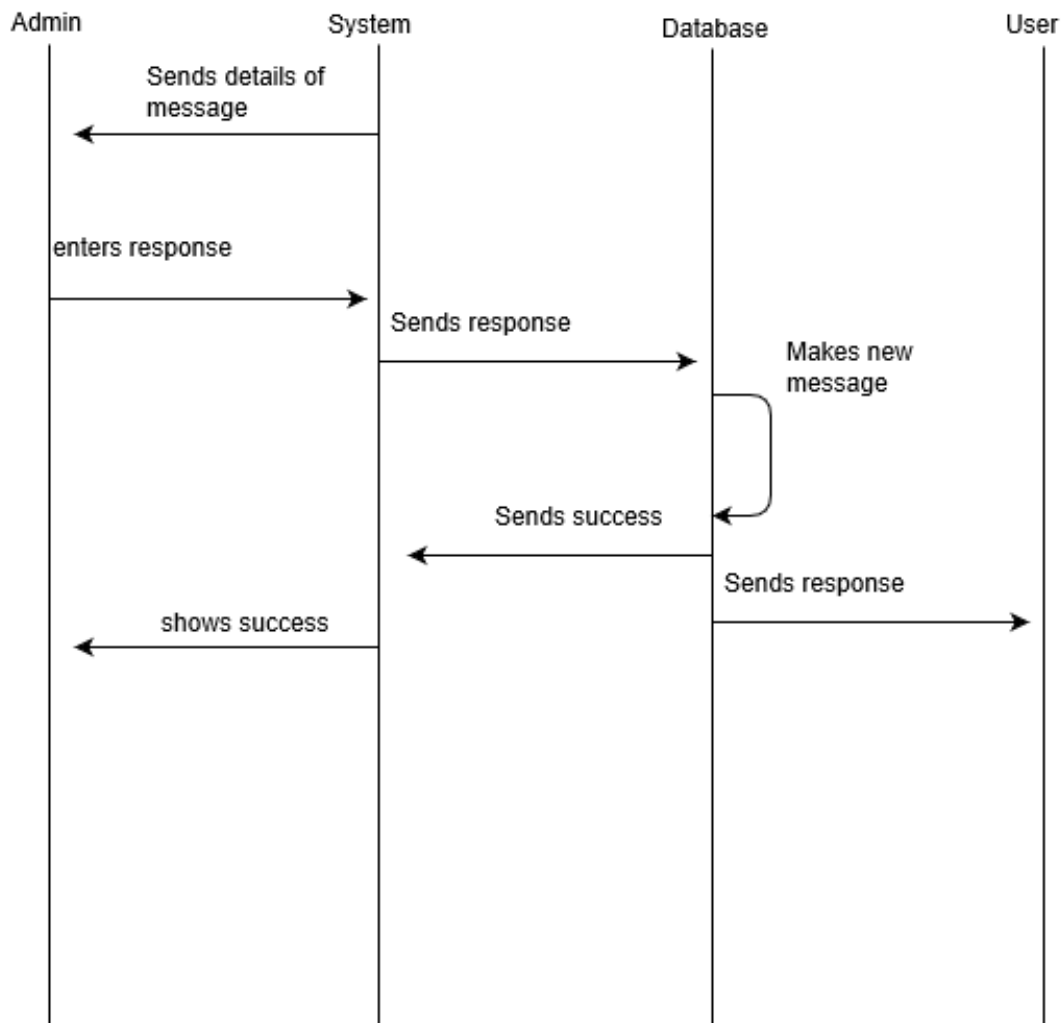 Admin
System
Database
User
Sends details of
message
enters response
Sends response
Makes new
message
Sends success
Sends response
shows success